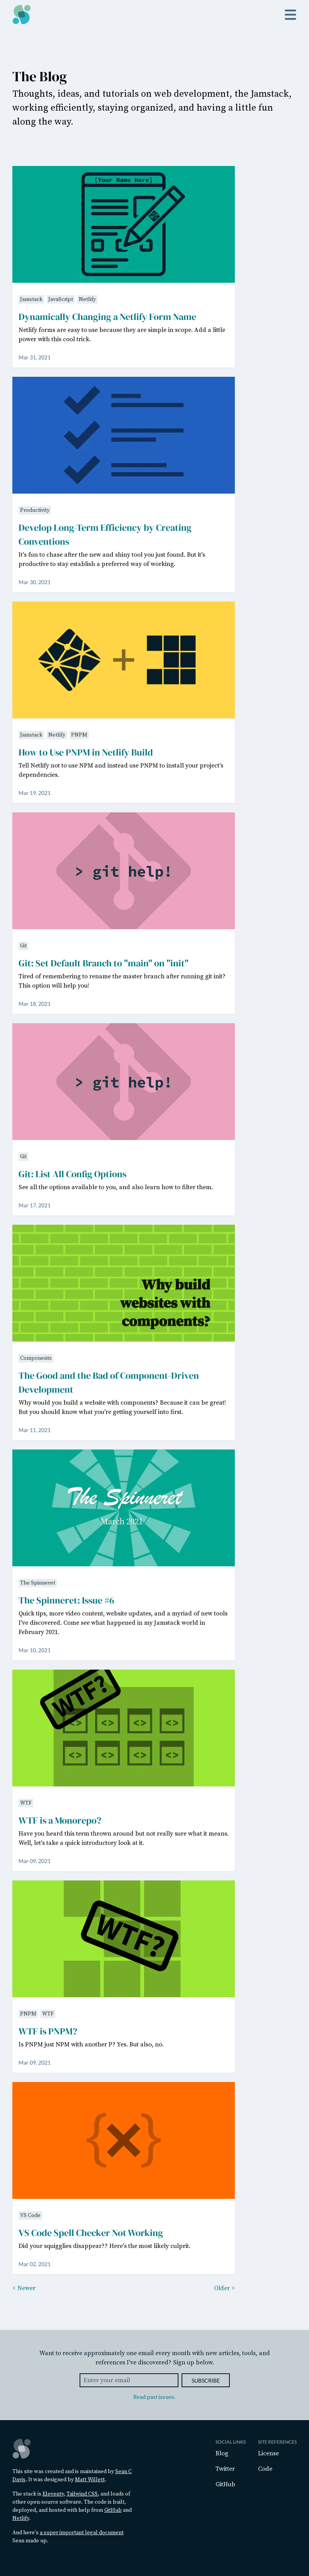 The Blog
Thoughts, ideas, and tutorials on web development, the Jamstack,
working efficiently, staying organized, and having a little fun
along the way.
[Your Name Here]
Jamstack JavaScript Netlify
Dynamically Changing a Netlify Form Name
Netlify forms are easy to use because they are simple in scope. Add a little
power with this cool trick.
Mar 31, 2021
Productivity
Develop Long-Term Efficiency by Creating
Conventions
It's fun to chase after the new and shiny tool you just found. But it's
productive to stay establish a preferred way of working.
Mar 30, 2021
Jamstack Netlify PNPM
How to Use PNPM in Netlify Build
Tell Netlify not to use NPM and instead use PNPM to install your project's
dependencies.
Mar 19, 2021
> git help!
Git
Git: Set Default Branch to "main" on "init"
Tired of remembering to rename the master branch after running git init?
This option will help you!
Mar 18, 2021
> git help!
Git
Git: List All Config Options
See all the options available to you, and also learn how to filter them.
Mar 17, 2021
Why build
websites with
components?
Components
The Good and the Bad of Component-Driven
Development
Why would you build a website with components? Because it can be great!
But you should know what you're getting yourself into first.
Mar 11, 2021
The Spinneret
March 2021
The Spinneret
The Spinneret: Issue #6
Quick tips, more video content, website updates, and a myriad of new tools
I've discovered. Come see what happened in my Jamstack world in
February 2021.
Mar 10, 2021
WTF?
<> <> <> <>
<> <> <> <>
WTF
WTF is a Monorepo?
Have you heard this term thrown around but not really sure what it means.
Well, let's take a quick introductory look at it.
Mar 09, 2021
WTF?
PNPM WTF
WTF is PNPM?
Is PNPM just NPM with another P? Yes. But also, no.
Mar 09, 2021
{×}
VS Code
VS Code Spell Checker Not Working
Did your squigglies disappear?? Here's the most likely culprit.
Mar 02, 2021
< Newer Older >
Want to receive approximately one email every month with new articles, tools, and
references I've discovered? Sign up below.
Enter your email SUBSCRIBE
Read past issues.
This site was created and is maintained by Sean C
Davis. It was designed by Matt Willett.
The stack is Eleventy, Tailwind CSS, and loads of
other open-source software. The code is built,
deployed, and hosted with help from GitHub and
Netlify.
And here's a super important legal document
Sean made up.
SOCIAL LINKS
Blog
Twitter
GitHub
SITE REFERENCES
License
Code